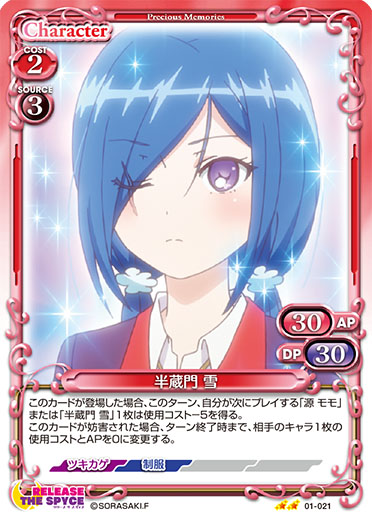 Precious Memories
Character
COST
2
SOURCE
3
30 AP
DP 30
半蔵門 雪
このカードが登場した場合、このターン、自分が次にプレイする「源 モモ」
または「半蔵門 雪」1枚は使用コスト−5を得る。
このカードが妨害された場合、ターン終了時まで、相手のキャラ1枚の
使用コストとAPを0に変更する。
ツキカゲ 制服
RELEASE
THE SPYCE
©SORASAKI.F
01-021